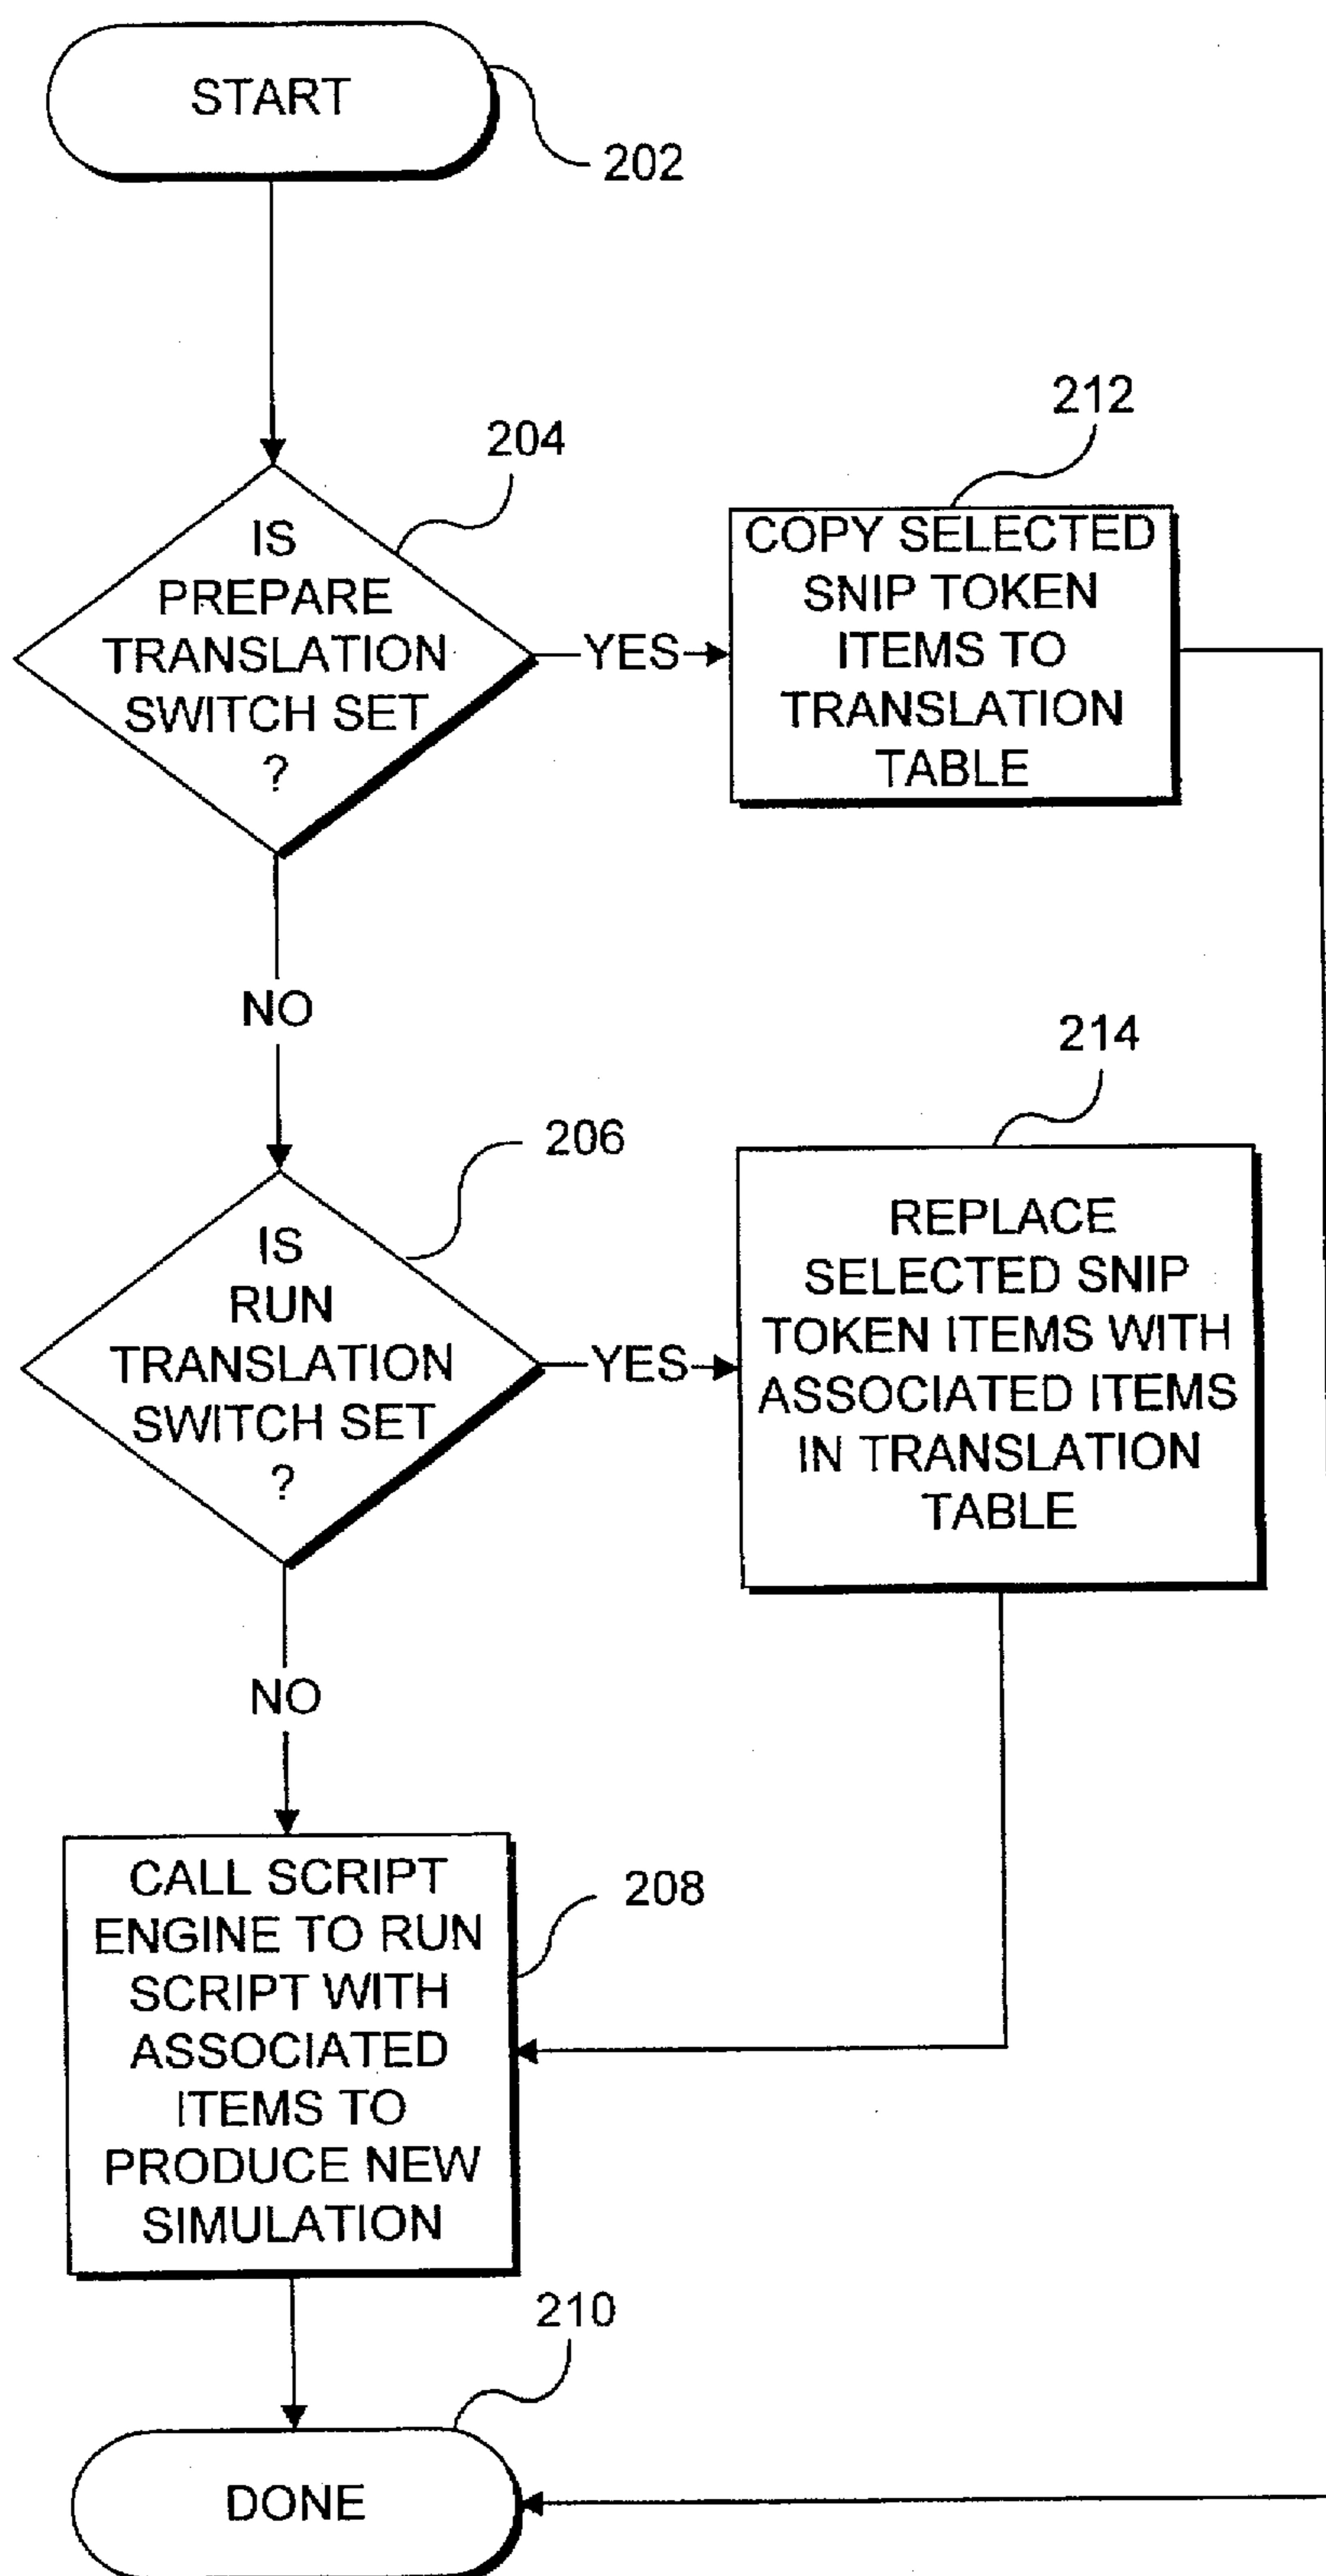 START
202
204
IS
PREPARE
TRANSLATION
SWITCH SET
?
YES
212
COPY SELECTED
SNIP TOKEN
ITEMS TO
TRANSLATION
TABLE
NO
206
IS
RUN
TRANSLATION
SWITCH SET
?
YES
214
REPLACE
SELECTED SNIP
TOKEN ITEMS WITH
ASSOCIATED ITEMS
IN TRANSLATION
TABLE
NO
CALL SCRIPT
ENGINE TO RUN
SCRIPT WITH
ASSOCIATED
ITEMS TO
PRODUCE NEW
SIMULATION
208
210
DONE